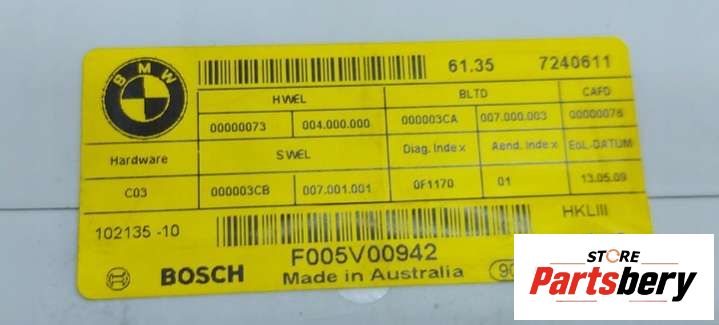 BMW 61.35 7240611
HWEL BLTD CAFD
00000073 004.000.000 000003CA 007.000.003 00000076
Hardware SWEL Diag. Index Aend. Index EoL-DATUM
C03 000003CB 007.001.001 0F1170 01 13.05.09
102135 -10 HKLIII
F005V00942
BOSCH Made in Australia
STORE
Partsbery